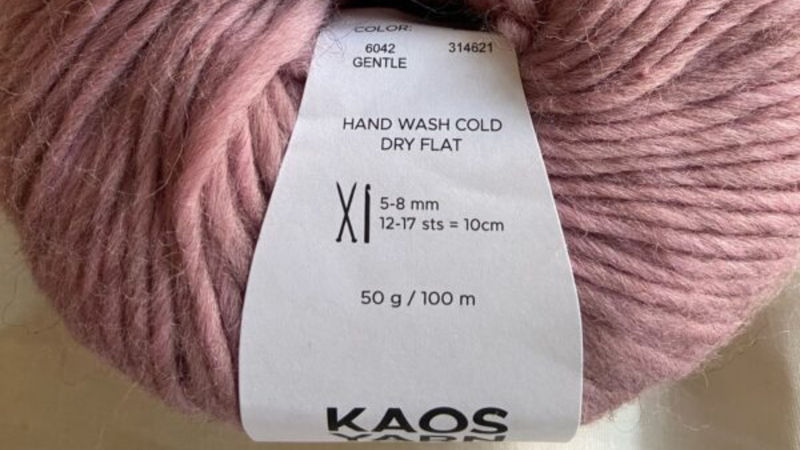 COLOR:
6042 314621
GENTLE
HAND WASH COLD
DRY FLAT
5-8 mm
12-17 sts = 10cm
50 g / 100 m
KAOS
YARN